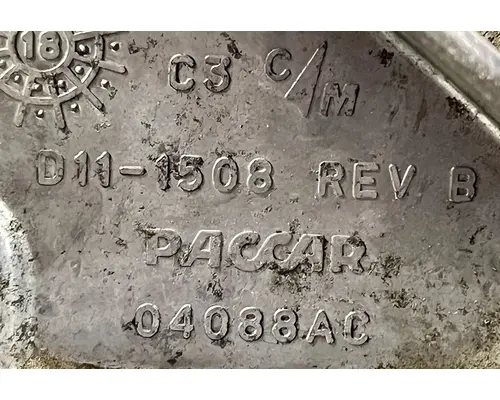 18
C3 C/M
D11-1508 REV B
PACCAR
04088AC